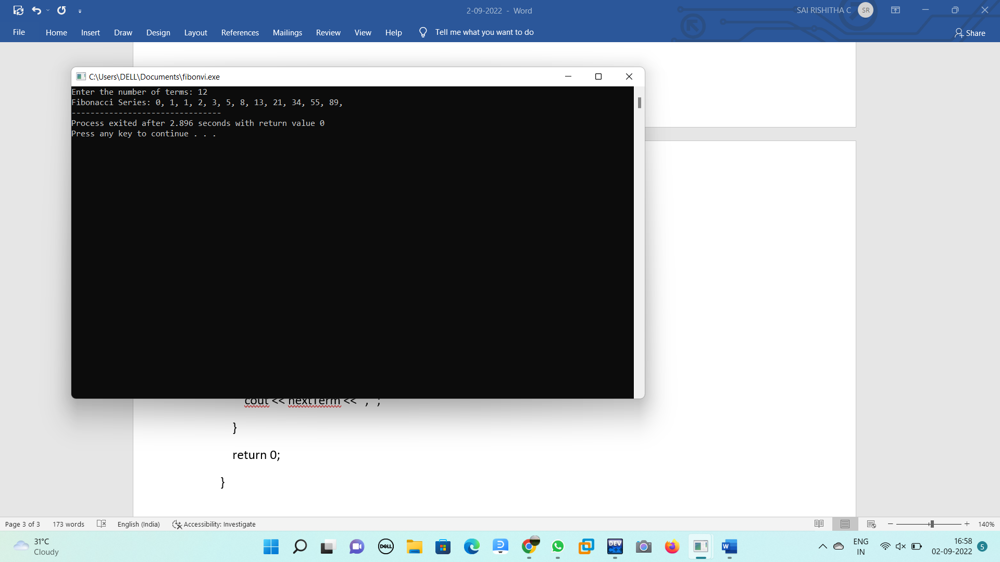 2-09-2022 - Word
SAI RISHITHA C
SR
File
Home
Insert
Draw
Design
Layout
References
Mailings
Review
View
Help
Tell me what you want to do
Share
C:\Users\DELL\Documents\fibonvi.exe
Enter the number of terms: 12
Fibonacci Series: 0, 1, 1, 2, 3, 5, 8, 13, 21, 34, 55, 89,
--------------------------------
Process exited after 2.896 seconds with return value 0
Press any key to continue . . .
cout << nextTerm << " , ";
}
return 0;
}
Page 3 of 3
173 words
English (India)
Accessibility: Investigate
140%
31°C
Cloudy
DELL
DEV
C++
W
ENG
IN
16:58
02-09-2022
5